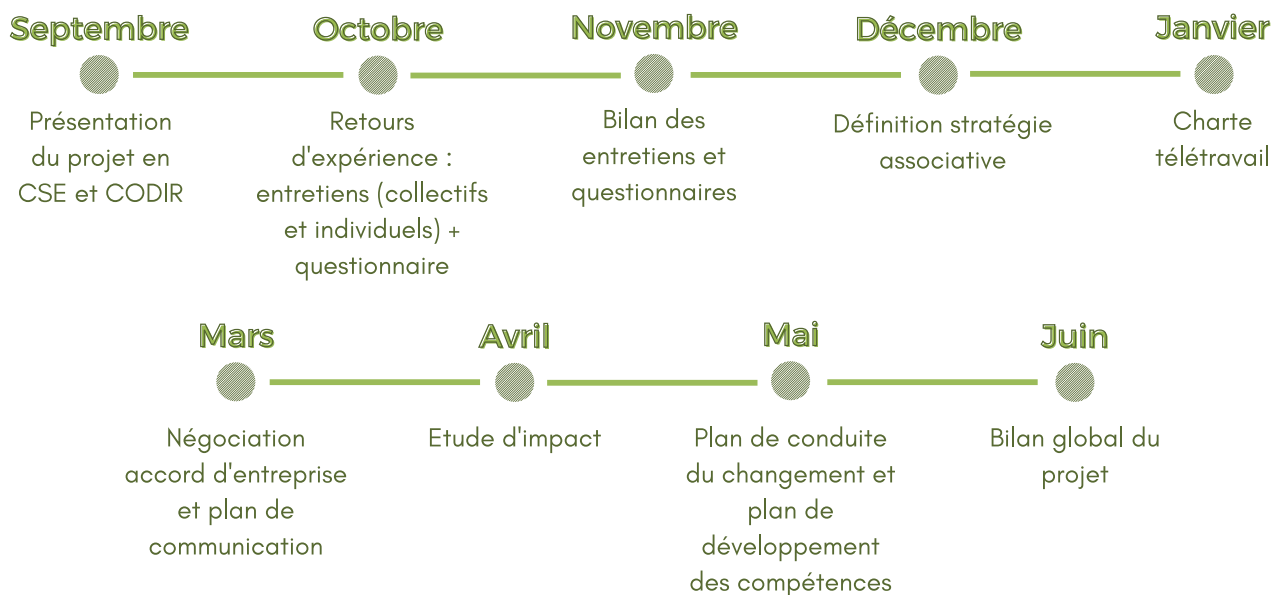 Septembre
Octobre
Novembre
Décembre
Janvier
Présentation
du projet en
CSE et CODIR
Retours
d'expérience :
entretiens (collectifs
et individuels) +
questionnaire
Bilan des
entretiens et
questionnaires
Définition stratégie
associative
Charte
télétravail
Mars
Avril
Mai
Juin
Négociation
accord d'entreprise
et plan de
communication
Etude d'impact
Plan de conduite
du changement et
plan de
développement
des compétences
Bilan global du
projet